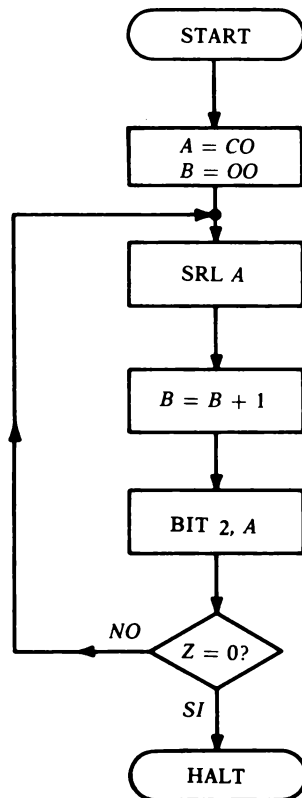 START
A = CO
B = OO
SRL A
B = B + 1
BIT 2, A
NO
Z = 0?
SI
HALT